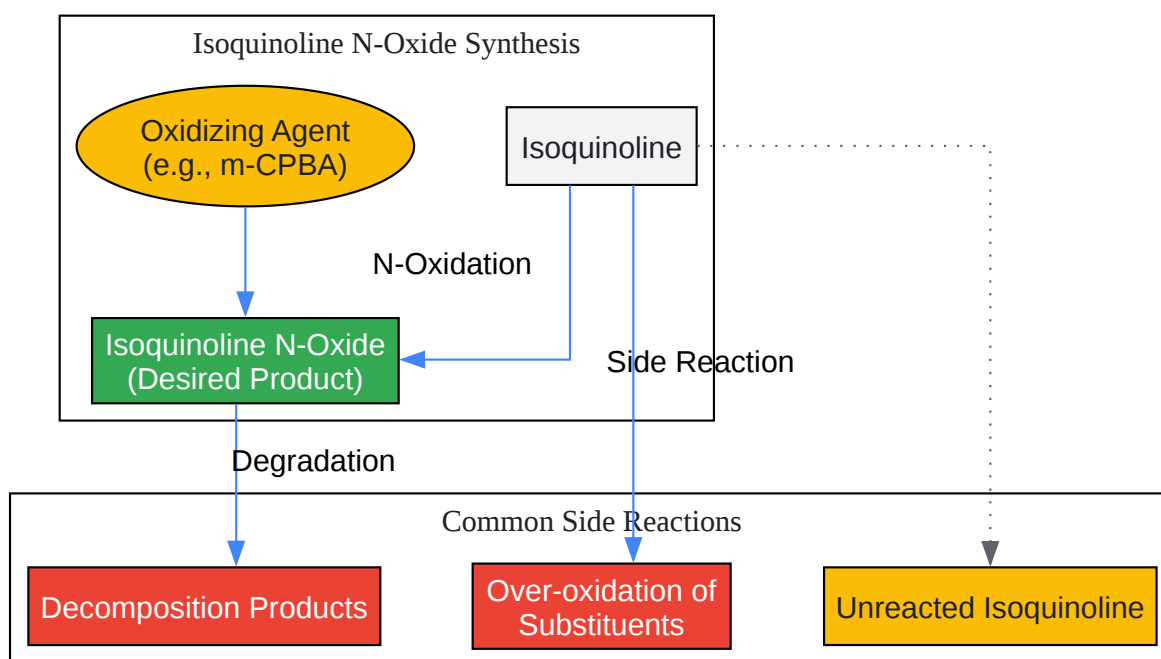 Isoquinoline N-Oxide Synthesis
Oxidizing Agent
(e.g., m-CPBA)
Isoquinoline
N-Oxidation
Isoquinoline N-Oxide
(Desired Product)
Side Reaction
Degradation
Common Side Reactions
Decomposition Products
Over-oxidation of
Substituents
Unreacted Isoquinoline